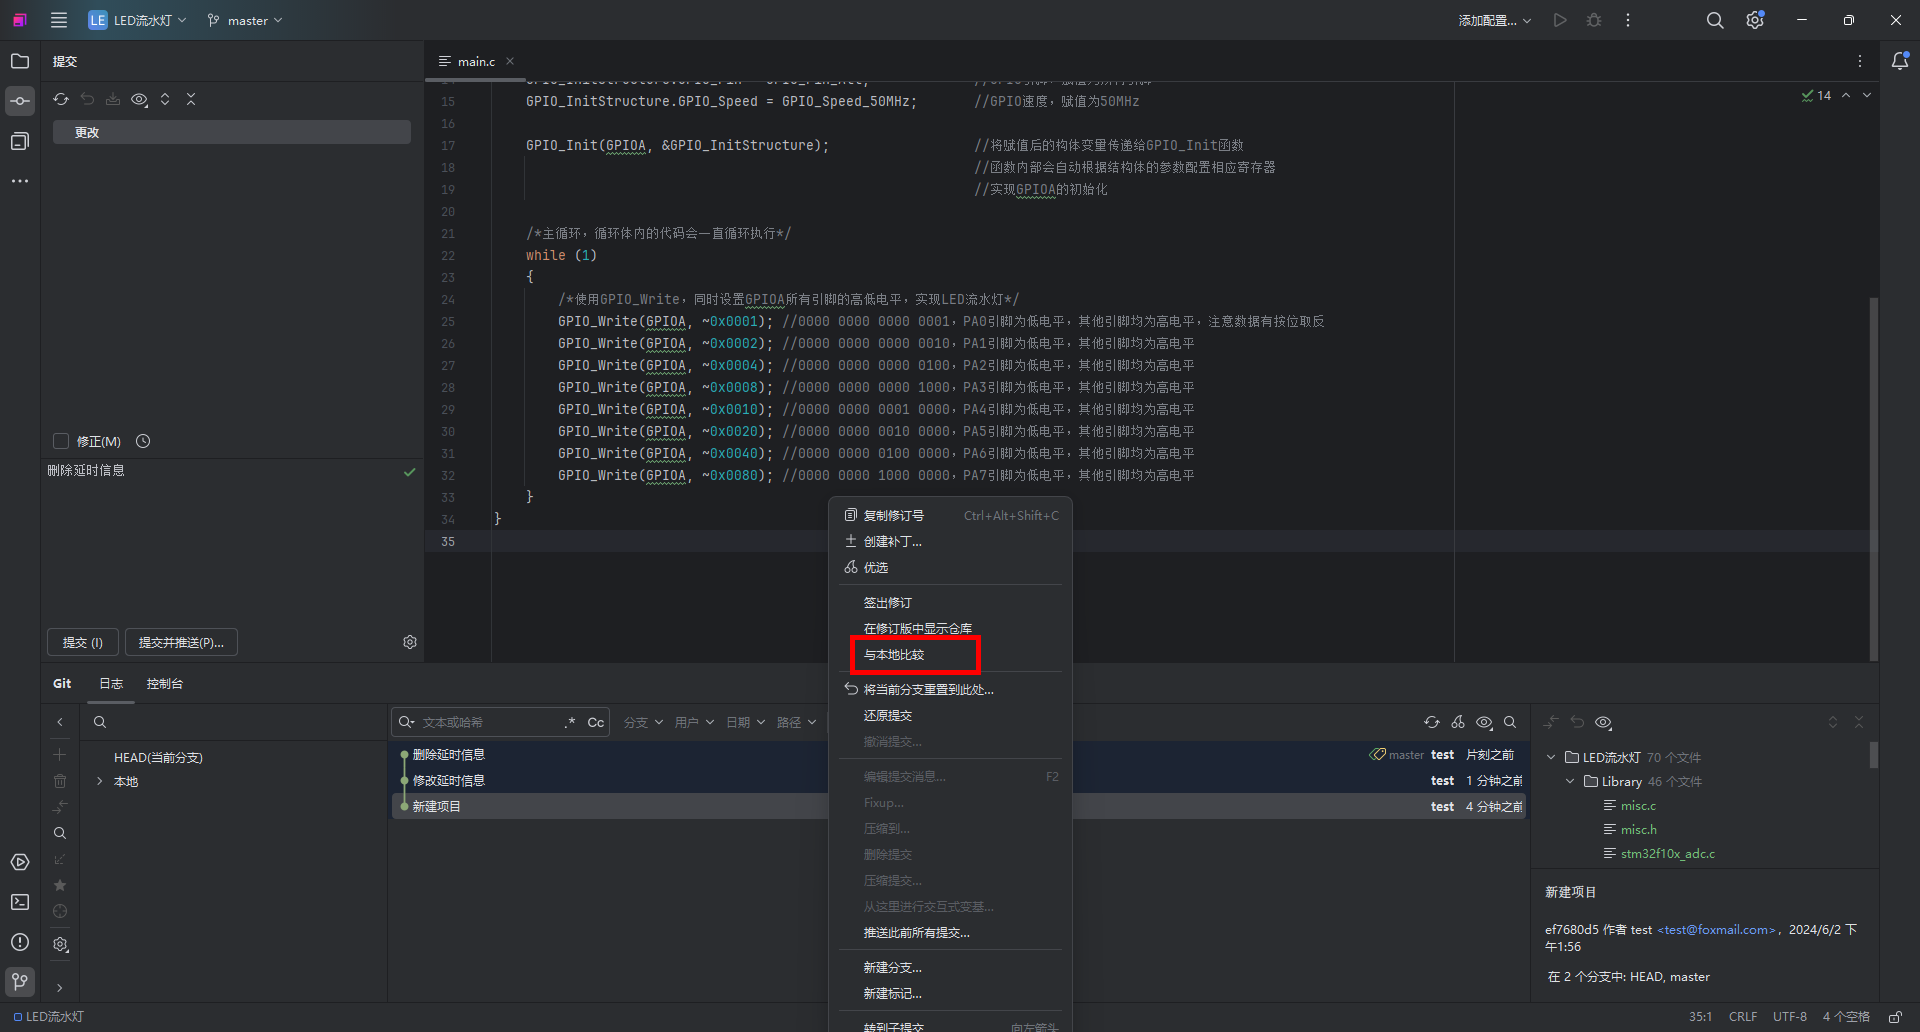 LE LED流水灯 master 添加配置...
提交
更改
修正(M)
删除延时信息
提交 (I) 提交并推送(P)...
main.c
14
15 GPIO_InitStructure.GPIO_Speed = GPIO_Speed_50MHz; //GPIO速度，赋值为50MHz
16
17 GPIO_Init(GPIOA, &GPIO_InitStructure); //将赋值后的构体变量传递给GPIO_Init函数
18 //函数内部会自动根据结构体的参数配置相应寄存器
19 //实现GPIOA的初始化
20
21 /*主循环，循环体内的代码会一直循环执行*/
22 while (1)
23 {
24 /*使用GPIO_Write，同时设置GPIOA所有引脚的高低电平，实现LED流水灯*/
25 GPIO_Write(GPIOA, ~0x0001); //0000 0000 0000 0001，PA0引脚为低电平，其他引脚均为高电平，注意数据有按位取反
26 GPIO_Write(GPIOA, ~0x0002); //0000 0000 0000 0010，PA1引脚为低电平，其他引脚均为高电平
27 GPIO_Write(GPIOA, ~0x0004); //0000 0000 0000 0100，PA2引脚为低电平，其他引脚均为高电平
28 GPIO_Write(GPIOA, ~0x0008); //0000 0000 0000 1000，PA3引脚为低电平，其他引脚均为高电平
29 GPIO_Write(GPIOA, ~0x0010); //0000 0000 0001 0000，PA4引脚为低电平，其他引脚均为高电平
30 GPIO_Write(GPIOA, ~0x0020); //0000 0000 0010 0000，PA5引脚为低电平，其他引脚均为高电平
31 GPIO_Write(GPIOA, ~0x0040); //0000 0000 0100 0000，PA6引脚为低电平，其他引脚均为高电平
32 GPIO_Write(GPIOA, ~0x0080); //0000 0000 1000 0000，PA7引脚为低电平，其他引脚均为高电平
33 }
34 }
35
复制修订号 Ctrl+Alt+Shift+C
创建补丁...
优选
签出修订
在修订版中显示仓库
与本地比较
将当前分支重置到此处...
还原提交
撤消提交...
编辑提交消息... F2
Fixup...
压缩到...
删除提交
压缩提交...
从这里进行交互式变基...
推送此前所有提交...
新建分支...
新建标记...
转到子提交 向左箭头
Git 日志 控制台
HEAD(当前分支)
本地
文本或哈希 .* Cc 分支 用户 日期 路径
删除延时信息 master test 片刻之前
修改延时信息 test 1 分钟之前
新建项目 test 4 分钟之前
LED流水灯 70 个文件
Library 46 个文件
misc.c
misc.h
stm32f10x_adc.c
新建项目
ef7680d5 作者 test <test@foxmail.com>， 2024/6/2 下
午1:56
在 2 个分支中: HEAD, master
LED流水灯 35:1 CRLF UTF-8 4 个空格